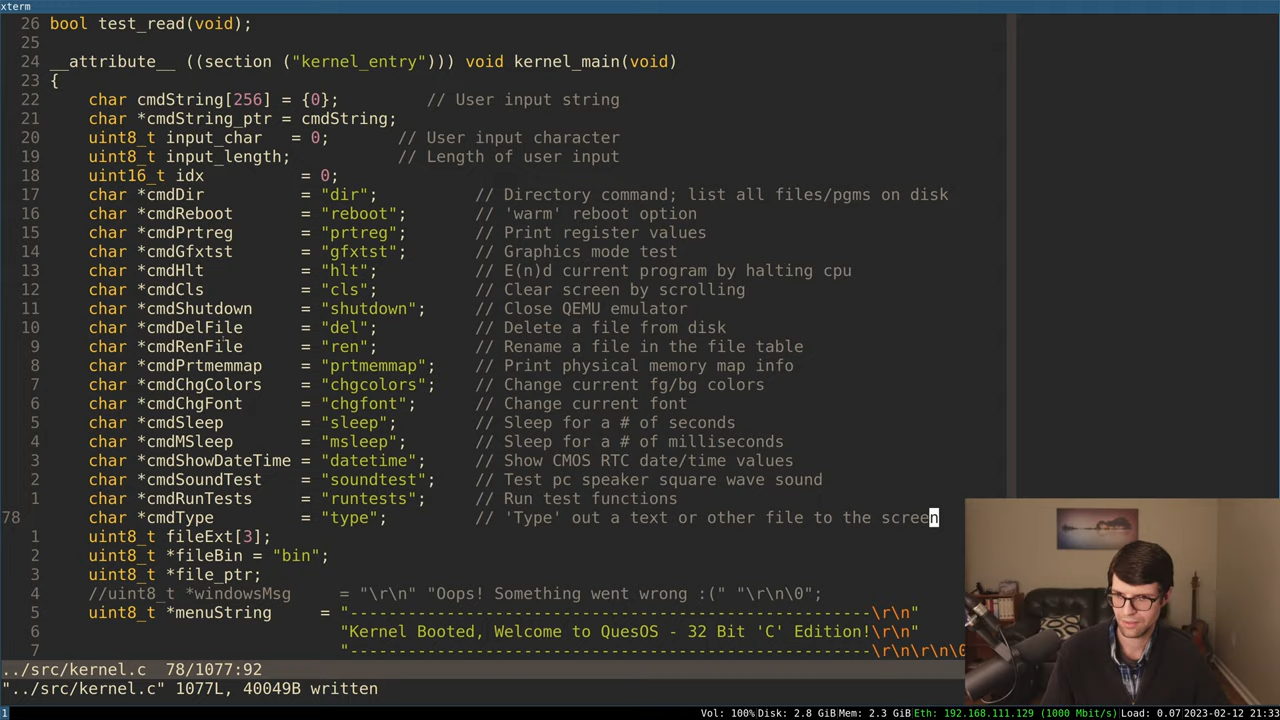 xterm
26 bool test_read(void);
25
24 __attribute__ ((section ("kernel_entry"))) void kernel_main(void)
23 {
22 char cmdString[256] = {0}; // User input string
21 char *cmdString_ptr = cmdString;
20 uint8_t input_char = 0; // User input character
19 uint8_t input_length; // Length of user input
18 uint16_t idx = 0;
17 char *cmdDir = "dir"; // Directory command; list all files/pgms on disk
16 char *cmdReboot = "reboot"; // 'warm' reboot option
15 char *cmdPrtreg = "prtreg"; // Print register values
14 char *cmdGfxtst = "gfxtst"; // Graphics mode test
13 char *cmdHlt = "hlt"; // E(n)d current program by halting cpu
12 char *cmdCls = "cls"; // Clear screen by scrolling
11 char *cmdShutdown = "shutdown"; // Close QEMU emulator
10 char *cmdDelFile = "del"; // Delete a file from disk
9 char *cmdRenFile = "ren"; // Rename a file in the file table
8 char *cmdPrtmemmap = "prtmemmap"; // Print physical memory map info
7 char *cmdChgColors = "chgcolors"; // Change current fg/bg colors
6 char *cmdChgFont = "chgfont"; // Change current font
5 char *cmdSleep = "sleep"; // Sleep for a # of seconds
4 char *cmdMSleep = "msleep"; // Sleep for a # of milliseconds
3 char *cmdShowDateTime = "datetime"; // Show CMOS RTC date/time values
2 char *cmdSoundTest = "soundtest"; // Test pc speaker square wave sound
1 char *cmdRunTests = "runtests"; // Run test functions
78 char *cmdType = "type"; // 'Type' out a text or other file to the screen
1 uint8_t fileExt[3];
2 uint8_t *fileBin = "bin";
3 uint8_t *file_ptr;
4 //uint8_t *windowsMsg = "\r\n" "Oops! Something went wrong :(" "\r\n\0";
5 uint8_t *menuString = "------------------------------------------------------\r\n"
6 "Kernel Booted, Welcome to QuesOS - 32 Bit 'C' Edition!\r\n"
7 "------------------------------------------------------\r\n\r\n\0
../src/kernel.c 78/1077:92
"../src/kernel.c" 1077L, 40049B written
1 Vol: 100% Disk: 2.8 GiB Mem: 2.3 GiB Eth: 192.168.111.129 (1000 Mbit/s) Load: 0.07 2023-02-12 21:33